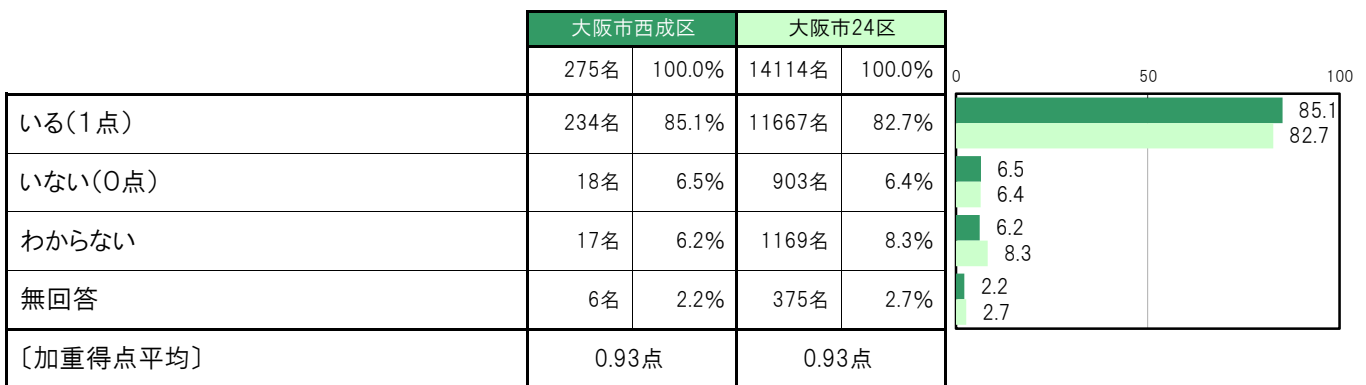 大阪市西成区 大阪市24区
275名 100.0% 14114名 100.0%
0 50 100
いる(1点) 234名 85.1% 11667名 82.7%
85.1
82.7
いない(0点) 18名 6.5% 903名 6.4%
6.5
6.4
わからない 17名 6.2% 1169名 8.3%
6.2
8.3
無回答 6名 2.2% 375名 2.7%
2.2
2.7
〔加重得点平均〕 0.93点 0.93点